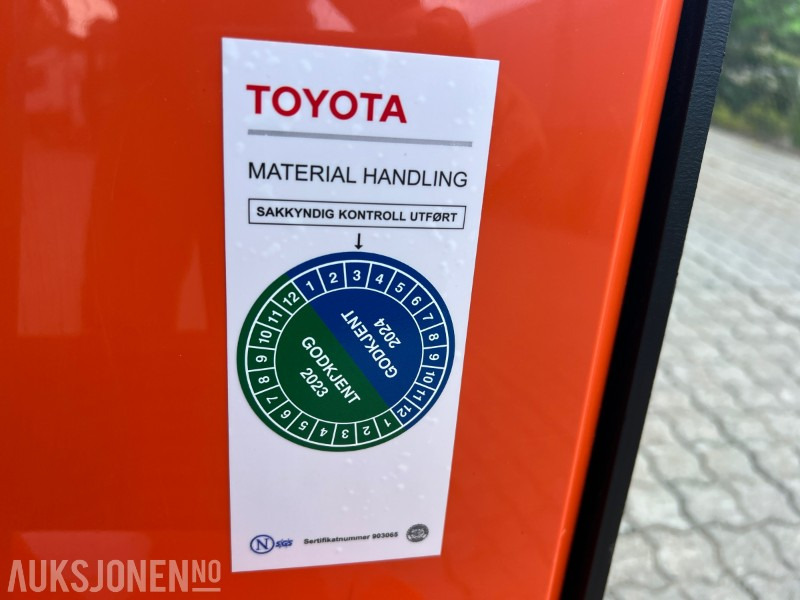 TOYOTA
MATERIAL HANDLING
SAKKYNDIG KONTROLL UTFØRT
1 2 3 4 5 6 7 8 9 10 11 12
GODKJENT
2024
1 2 3 4 5 6 7 8 9 10 11 12
GODKJENT
2023
N
Sertifikatnummer 903065
AUKSJONEN.NO